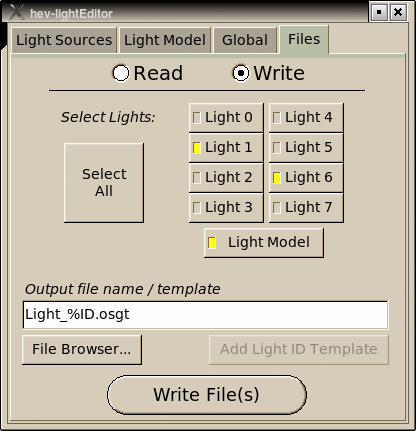 hev-lightEditor
Light Sources Light Model Global Files
Read Write
Select Lights:
Light 0 Light 4
Light 1 Light 5
Select
All
Light 2 Light 6
Light 3 Light 7
Light Model
Output file name / template
Light_%ID.osgt
File Browser... Add Light ID Template
Write File(s)